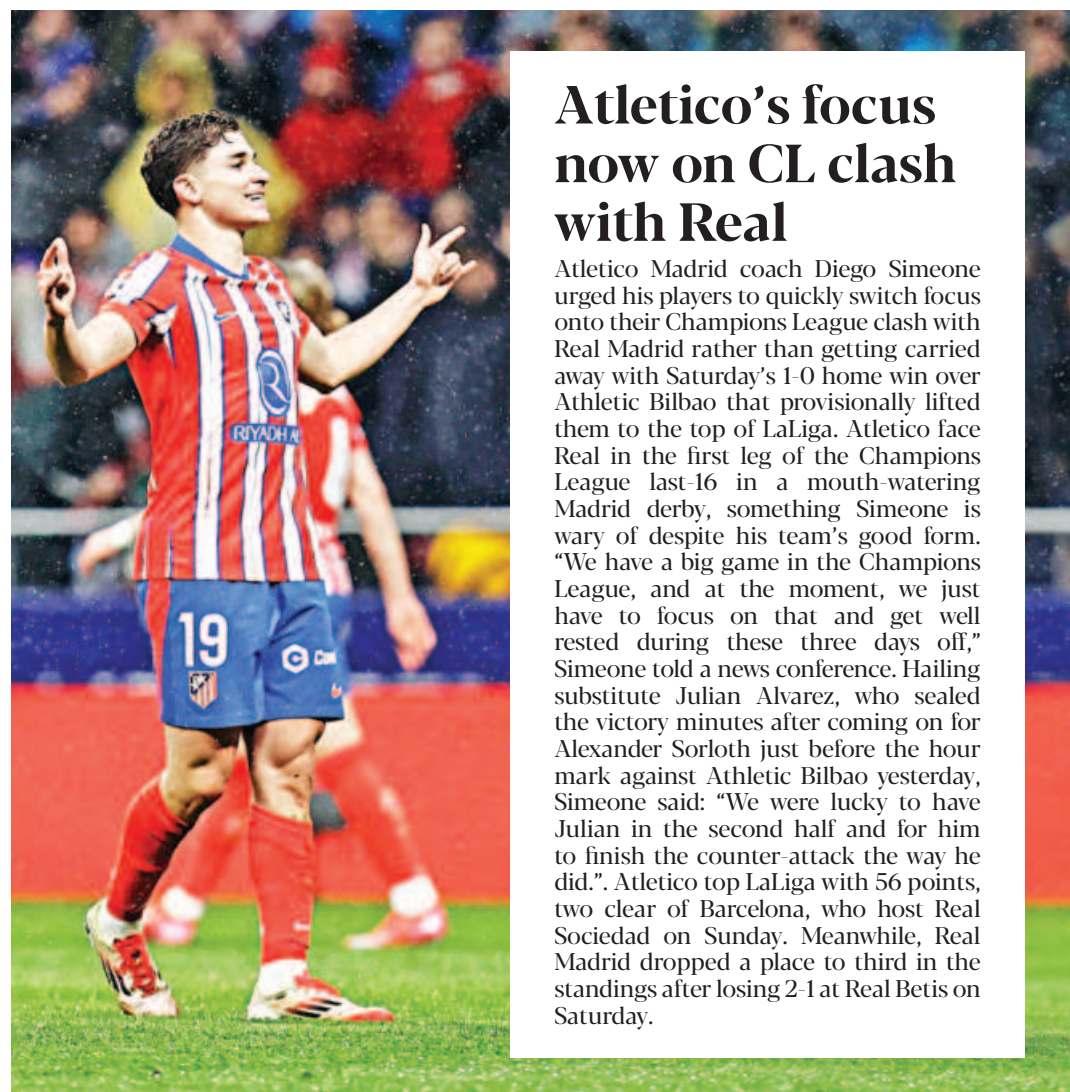 Atletico’s focus
now on CL clash
with Real
Atletico Madrid coach Diego Simeone
urged his players to quickly switch focus
onto their Champions League clash with
Real Madrid rather than getting carried
away with Saturday’s 1-0 home win over
Athletic Bilbao that provisionally lifted
them to the top of LaLiga. Atletico face
Real in the first leg of the Champions
League last-16 in a mouth-watering
Madrid derby, something Simeone is
wary of despite his team’s good form.
“We have a big game in the Champions
League, and at the moment, we just
have to focus on that and get well
rested during these three days off,”
Simeone told a news conference. Hailing
substitute Julian Alvarez, who sealed
the victory minutes after coming on for
Alexander Sorloth just before the hour
mark against Athletic Bilbao yesterday,
Simeone said: “We were lucky to have
Julian in the second half and for him
to finish the counter-attack the way he
did.”. Atletico top LaLiga with 56 points,
two clear of Barcelona, who host Real
Sociedad on Sunday. Meanwhile, Real
Madrid dropped a place to third in the
standings after losing 2-1 at Real Betis on
Saturday.
RIYADH
19